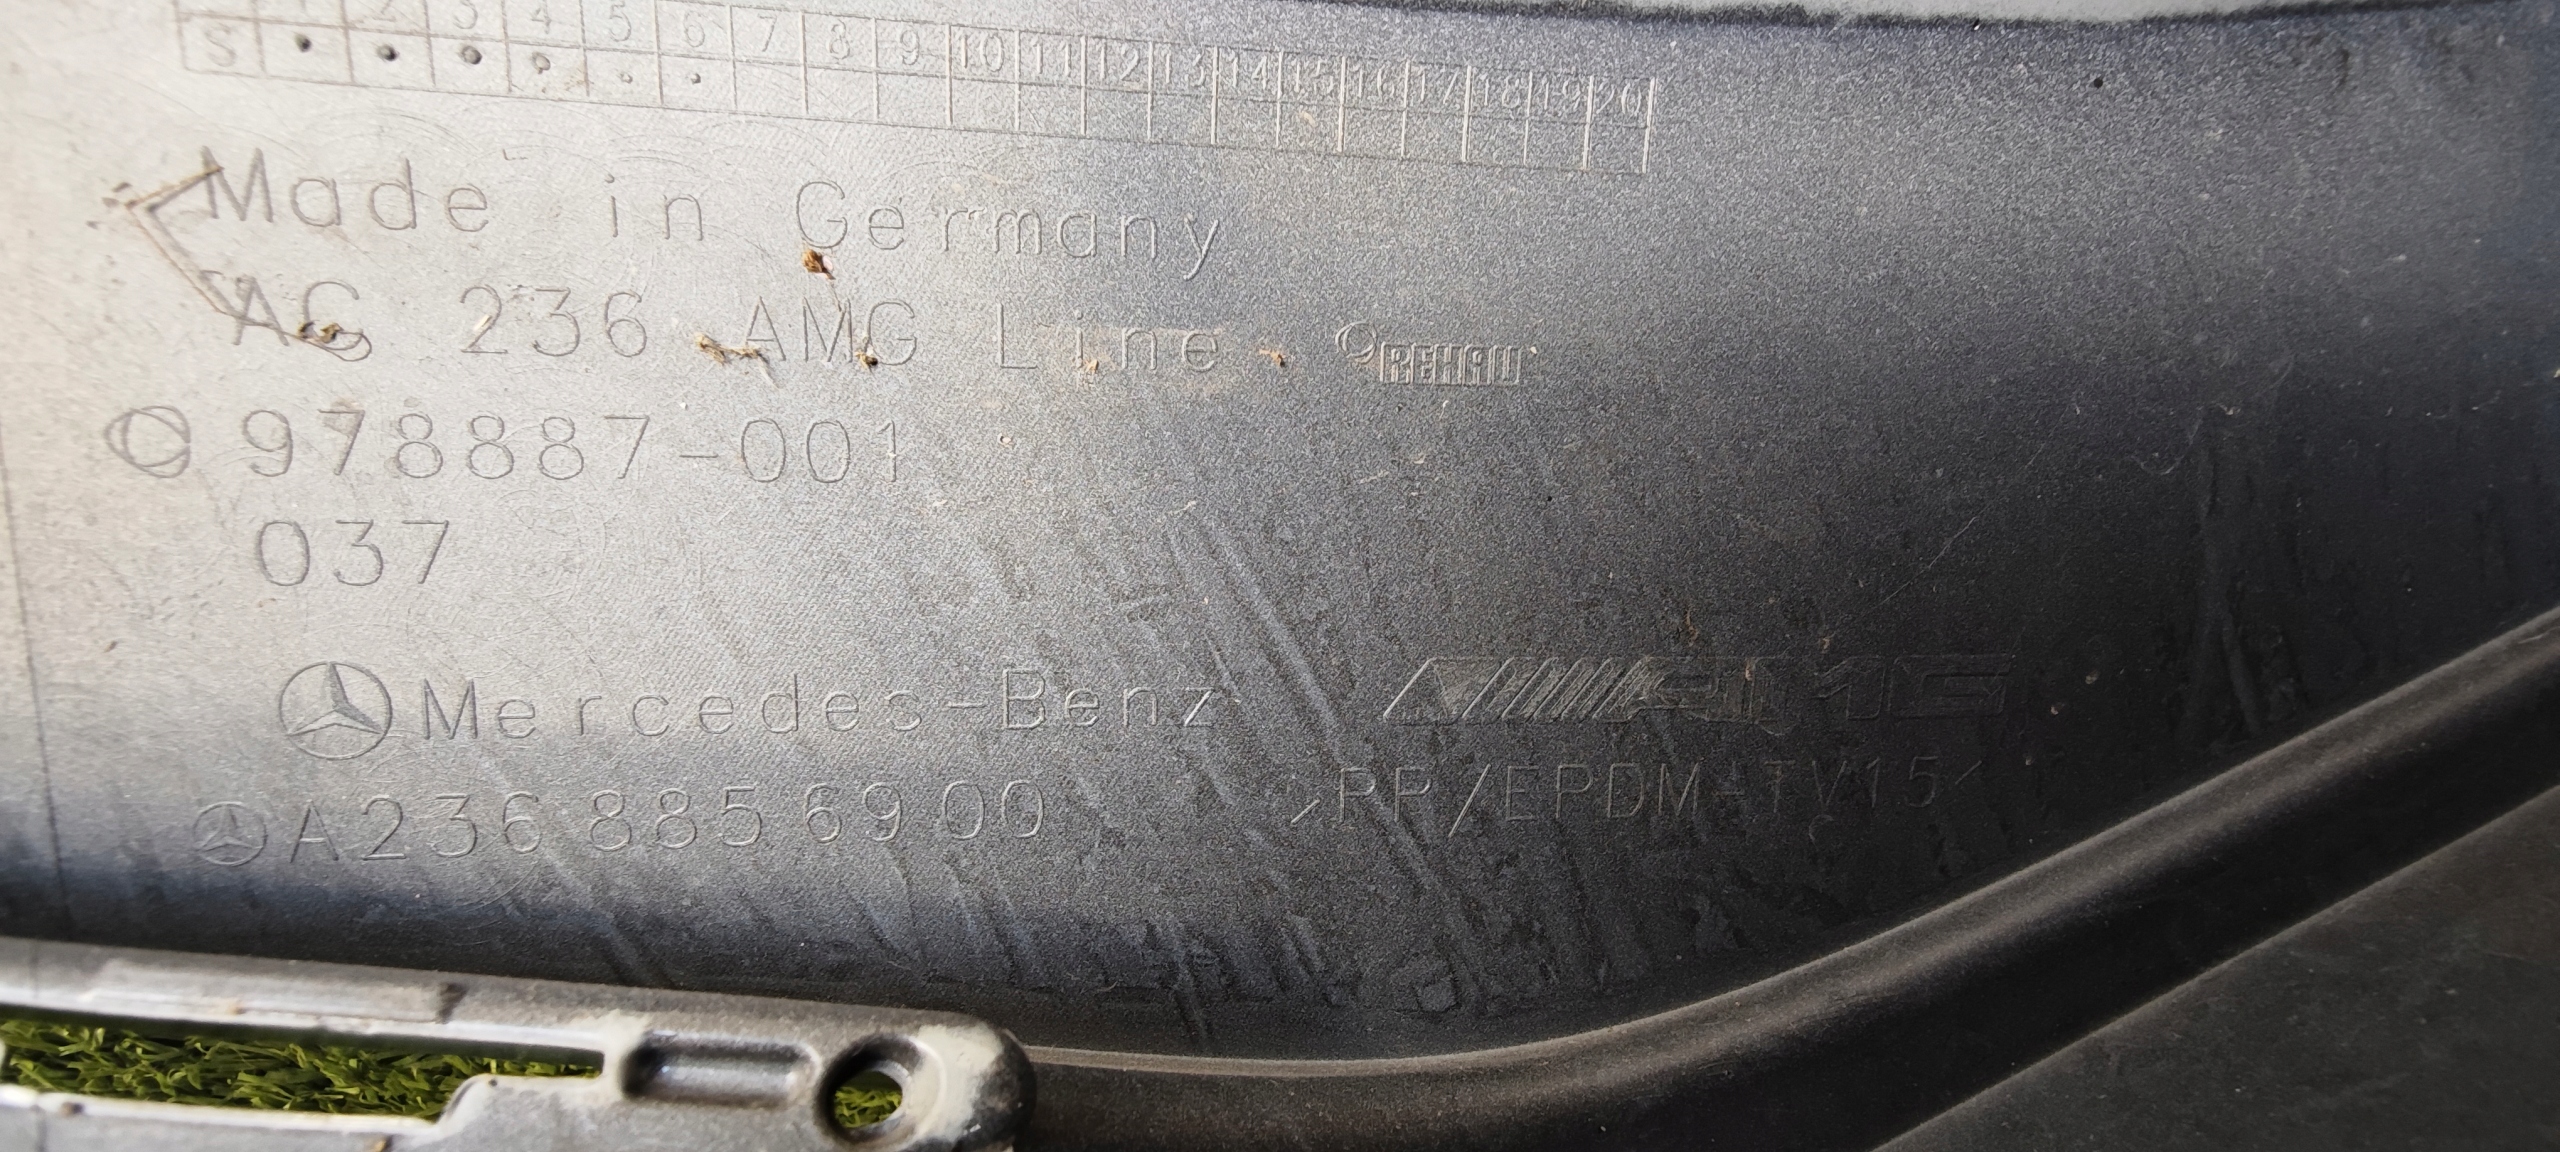 1 2 3 4 5 6 7 8 9 10 11 12 13 14 15 16 17 18 19 20
S
Made in Germany
AG 236 AMG Line REHAU
978887-001
037
Mercedes-Benz AMG
A236 885 69 00 >PP/EPDM-TV15<